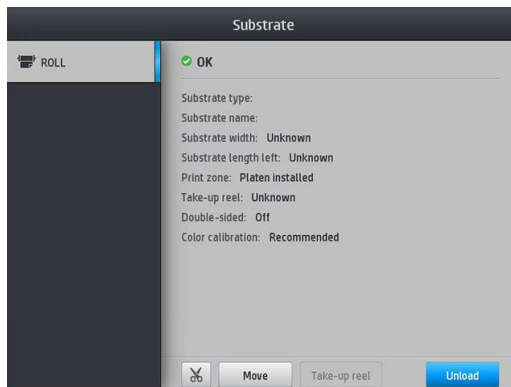 Substrate
ROLL
OK
Substrate type:
Substrate name:
Substrate width: Unknown
Substrate length left: Unknown
Print zone: Platen installed
Take-up reel: Unknown
Double-sided: Off
Color calibration: Recommended
Move
Take-up reel
Unload